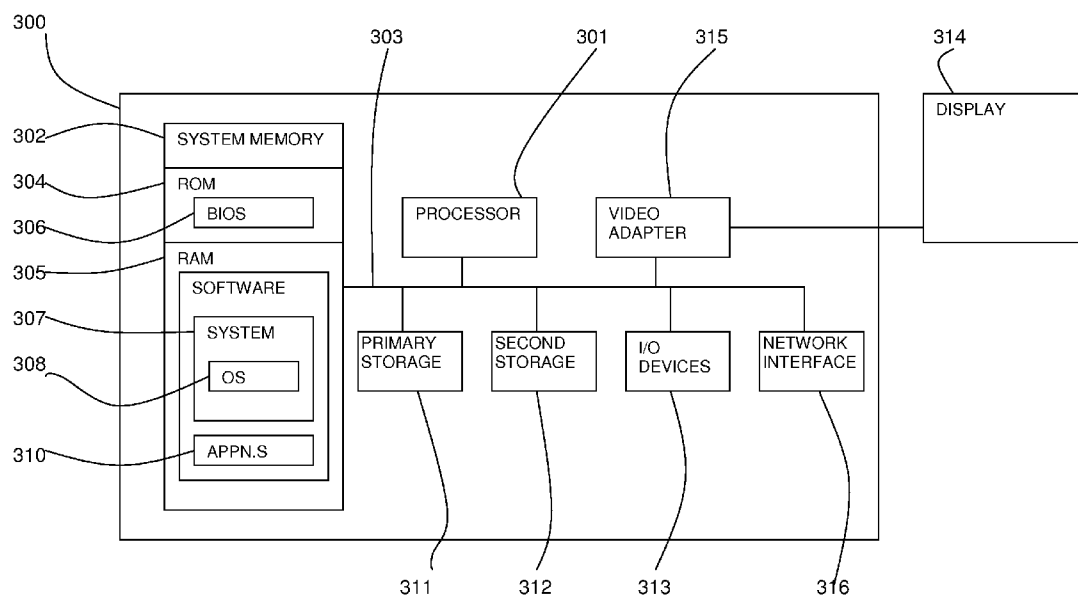 300
303
301
315
314
DISPLAY
302
SYSTEM MEMORY
304
ROM
306
BIOS
PROCESSOR
VIDEO
ADAPTER
305
RAM
SOFTWARE
307
SYSTEM
308
OS
PRIMARY
STORAGE
SECOND
STORAGE
I/O
DEVICES
NETWORK
INTERFACE
310
APPN.S
311
312
313
316